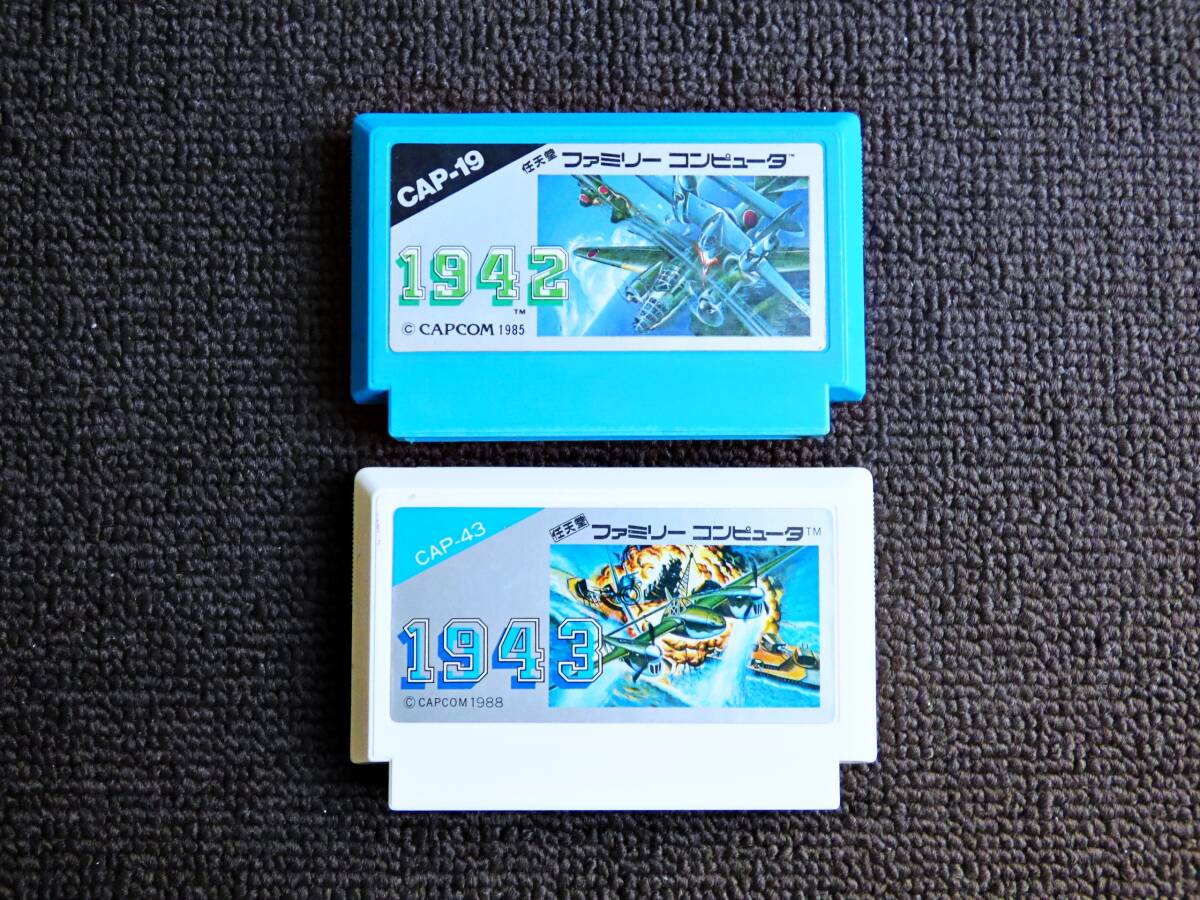 CAP-19
任天堂 ファミリー コンピュータ™
1942™
© CAPCOM 1985
CAP-43
任天堂 ファミリー コンピュータ™
1943
© CAPCOM 1988